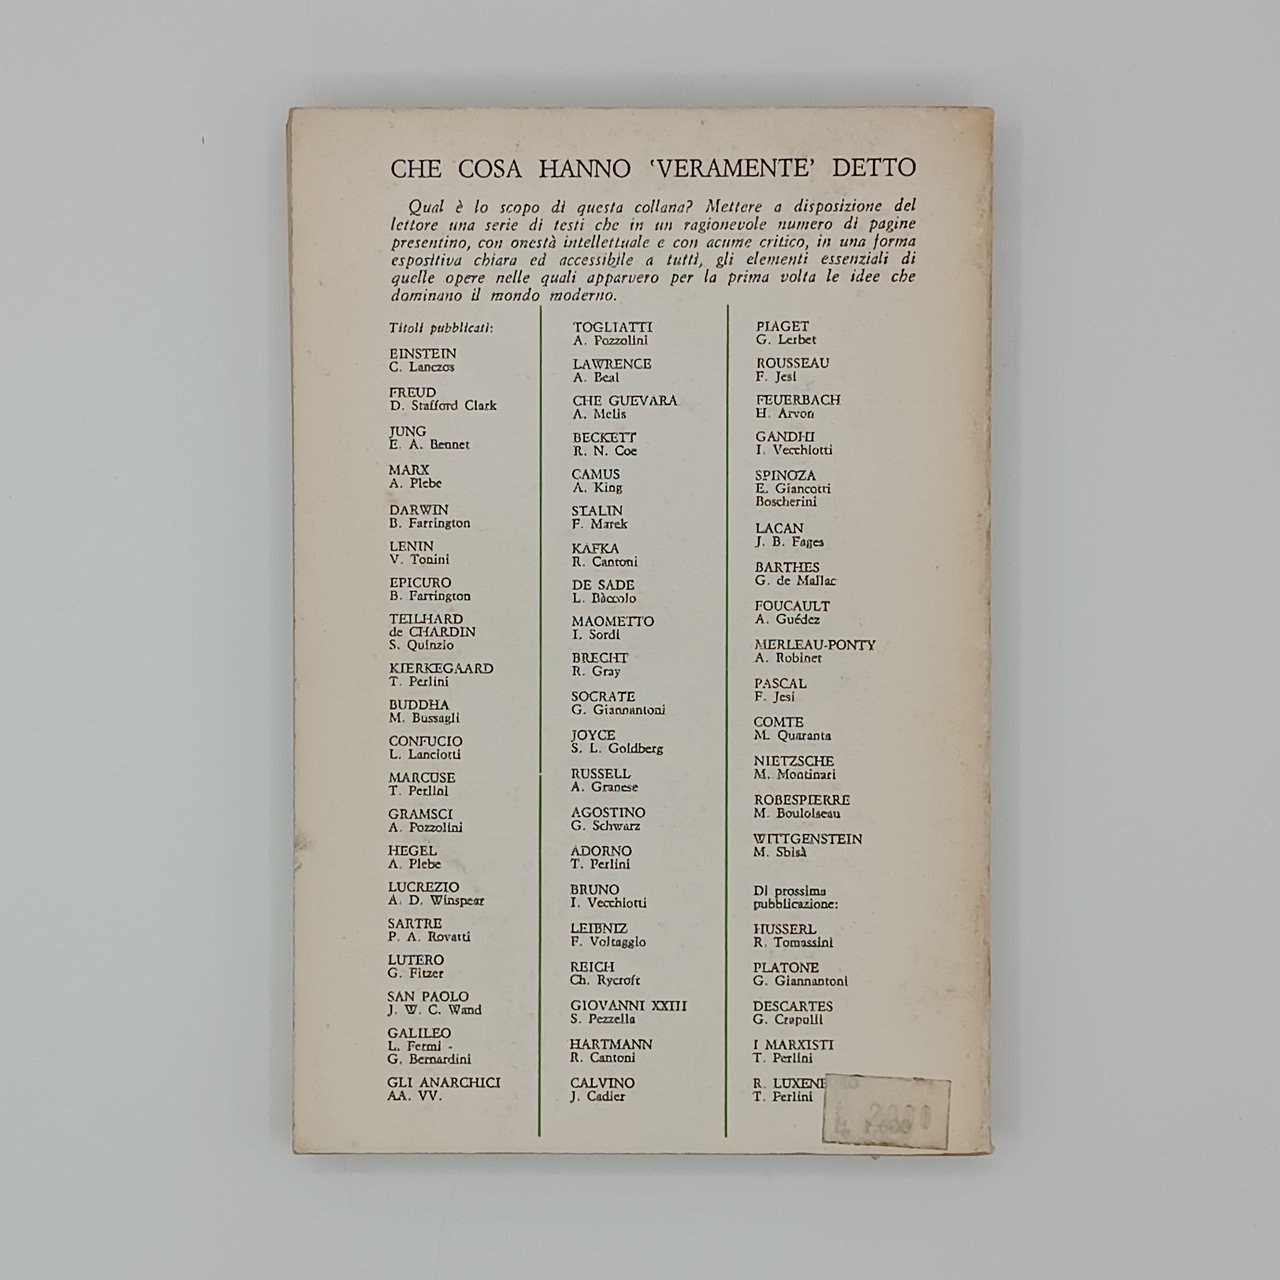 CHE COSA HANNO ‘VERAMENTE’ DETTO
Qual è lo scopo di questa collana? Mettere a disposizione del
lettore una serie di testi che in un ragionevole numero di pagine
presentino, con onestà intellettuale e con acume critico, in una forma
espositiva chiara ed accessibile a tutti, gli elementi essenziali di
quelle opere nelle quali apparvero per la prima volta le idee che
dominano il mondo moderno.
Titoli pubblicati:
EINSTEIN
C. Lanczos
FREUD
D. Stafford Clark
JUNG
E. A. Bennet
MARX
A. Plebe
DARWIN
B. Farrington
LENIN
V. Tonini
EPICURO
B. Farrington
TEILHARD
de CHARDIN
S. Quinzio
KIERKEGAARD
T. Perlini
BUDDHA
M. Bussagli
CONFUCIO
L. Lanciotti
MARCUSE
T. Perlini
GRAMSCI
A. Pozzolini
HEGEL
A. Plebe
LUCREZIO
A. D. Winspear
SARTRE
P. A. Rovatti
LUTERO
G. Fitzer
SAN PAOLO
J. W. C. Wand
GALILEO
L. Fermi -
G. Bernardini
GLI ANARCHICI
AA. VV.
TOGLIATTI
A. Pozzolini
LAWRENCE
A. Beal
CHE GUEVARA
A. Melis
BECKETT
R. N. Coe
CAMUS
A. King
STALIN
F. Marek
KAFKA
R. Cantoni
DE SADE
L. Bàccolo
MAOMETTO
I. Sordi
BRECHT
R. Gray
SOCRATE
G. Giannantoni
JOYCE
S. L. Goldberg
RUSSELL
A. Granese
AGOSTINO
G. Schwarz
ADORNO
T. Perlini
BRUNO
I. Vecchiotti
LEIBNIZ
F. Voltaggio
REICH
Ch. Rycroft
GIOVANNI XXIII
S. Pezzella
HARTMANN
R. Cantoni
CALVINO
J. Cadier
PIAGET
G. Lerbet
ROUSSEAU
F. Jesi
FEUERBACH
H. Arvon
GANDHI
I. Vecchiotti
SPINOZA
E. Giancotti
Boscherini
LACAN
J. B. Fages
BARTHES
G. de Mallac
FOUCAULT
A. Guédez
MERLEAU-PONTY
A. Robinet
PASCAL
F. Jesi
COMTE
M. Quaranta
NIETZSCHE
M. Montinari
ROBESPIERRE
M. Bouloiseau
WITTGENSTEIN
M. Sbisà
Di prossima
pubblicazione:
HUSSERL
R. Tomassini
PLATONE
G. Giannantoni
DESCARTES
G. Crapulli
I MARXISTI
T. Perlini
R.
T. Perlini